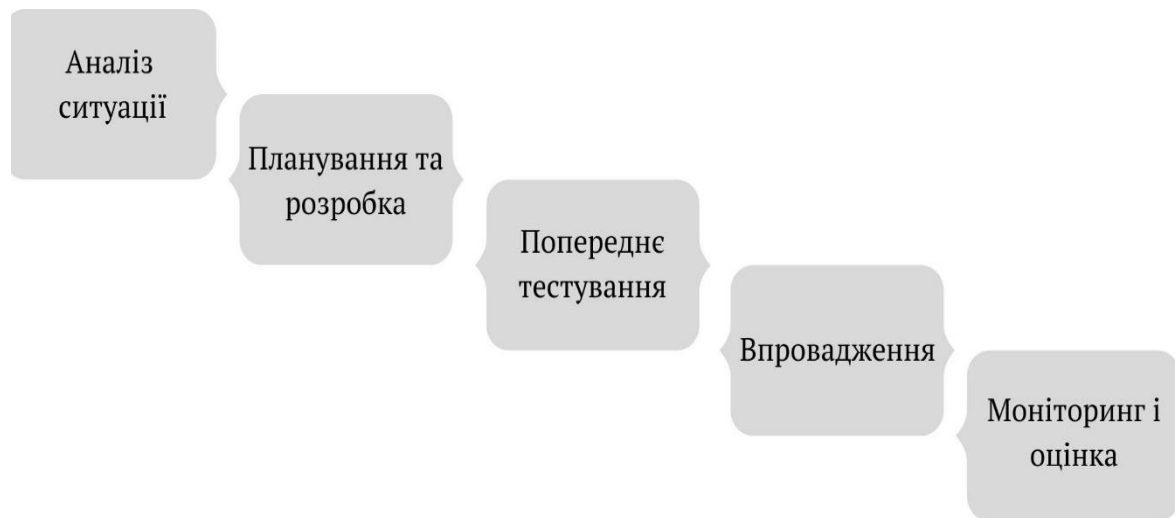 Аналіз
ситуації
Планування та
розробка
Попереднє
тестування
Впровадження
Моніторинг і
оцінка